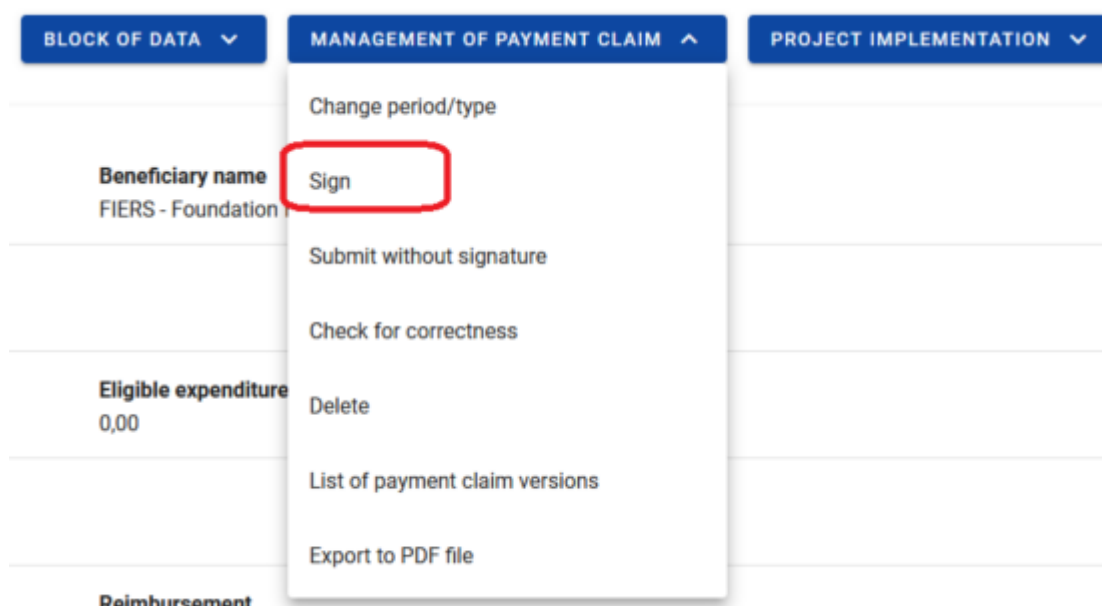 BLOCK OF DATA
MANAGEMENT OF PAYMENT CLAIM
PROJECT IMPLEMENTATION
Change period/type
Beneficiary name
FIERS - Foundation
Sign
Submit without signature
Check for correctness
Eligible expenditure
0,00
Delete
List of payment claim versions
Export to PDF file
Reimbursement